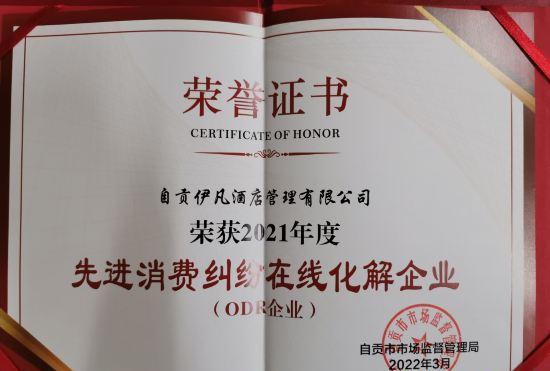 荣誉证书
CERTIFICATE OF HONOR
自贡伊凡酒店管理有限公司
荣获2021年度
先进消费纠纷在线化解企业
(ODR企业)
自贡市市场监督管理局
2022年3月